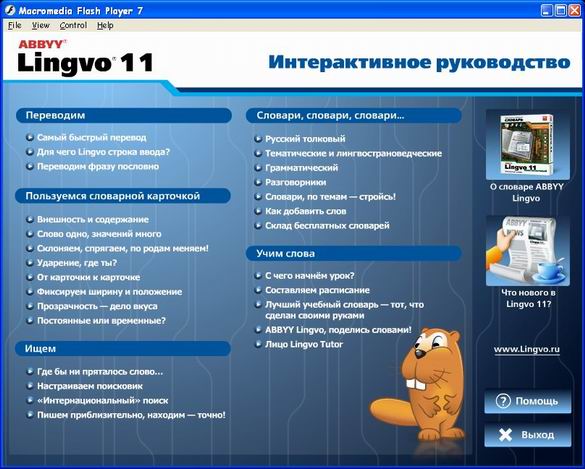 Macromedia Flash Player 7
File View Control Help
ABBYY®
Lingvo® 11
Интерактивное руководство
Переводим
Самый быстрый перевод
Для чего Lingvo строка ввода?
Переводим фразу пословно
Пользуемся словарной карточкой
Внешность и содержание
Слово одно, значений много
Склоняем, спрягаем, по родам меняем!
Ударение, где ты?
От карточки к карточке
Фиксируем ширину и положение
Прозрачность — дело вкуса
Постоянные или временные?
Ищем
Где бы ни пряталось слово...
Настраиваем поисковик
«Интернациональный» поиск
Пишем приблизительно, находим — точно!
Словари, словари, словари...
Русский толковый
Тематические и лингвострановедческие
Грамматический
Разговорники
Словари, по темам — стройсь!
Как добавить слов
Склад бесплатных словарей
Учим слова
С чего начнём урок?
Составляем расписание
Лучший учебный словарь — тот, что
сделан своими руками
ABBYY Lingvo, поделись словами!
Лицо Lingvo Tutor
СЛОВАРЬ
Lingvo 11
О словаре ABBYY
Lingvo
ABBYY
NEWS
Что нового в
Lingvo 11?
www.Lingvo.ru
? Помощь
Выход